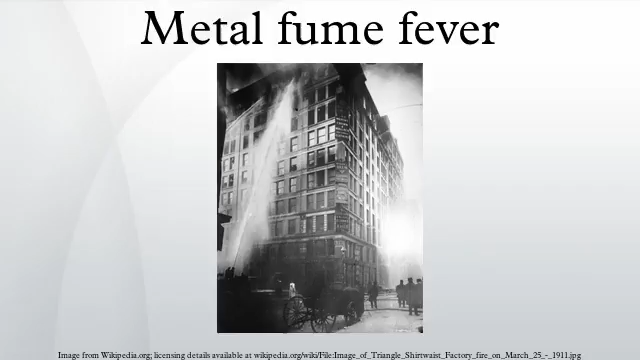 Metal fume fever
Image from Wikipedia.org; licensing details available at wikipedia.org/wiki/File:Image_of_Triangle_Shirtwaist_Factory_fire_on_March_25_-_1911.jpg